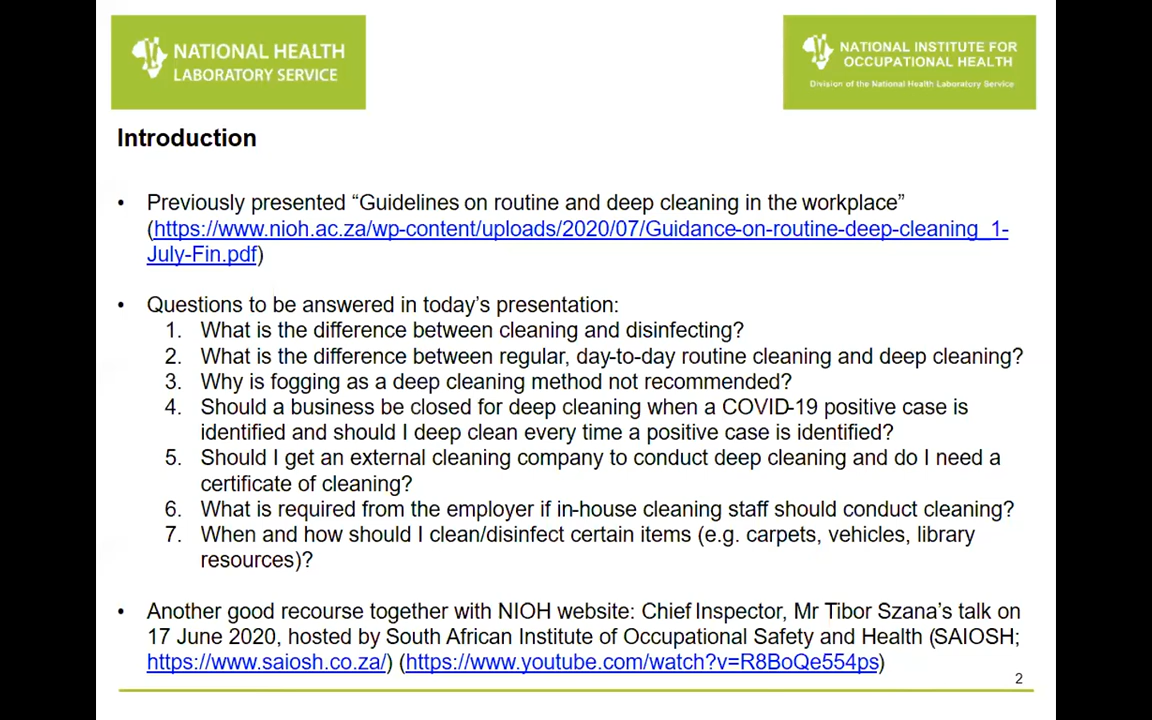 NATIONAL HEALTH
LABORATORY SERVICE
NATIONAL INSTITUTE FOR
OCCUPATIONAL HEALTH
Division of the National Health Laboratory Service
Introduction
• Previously presented “Guidelines on routine and deep cleaning in the workplace”
(https://www.nioh.ac.za/wp-content/uploads/2020/07/Guidance-on-routine-deep-cleaning_1-
July-Fin.pdf)
• Questions to be answered in today’s presentation:
1. What is the difference between cleaning and disinfecting?
2. What is the difference between regular, day-to-day routine cleaning and deep cleaning?
3. Why is fogging as a deep cleaning method not recommended?
4. Should a business be closed for deep cleaning when a COVID-19 positive case is
identified and should I deep clean every time a positive case is identified?
5. Should I get an external cleaning company to conduct deep cleaning and do I need a
certificate of cleaning?
6. What is required from the employer if in-house cleaning staff should conduct cleaning?
7. When and how should I clean/disinfect certain items (e.g. carpets, vehicles, library
resources)?
• Another good recourse together with NIOH website: Chief Inspector, Mr Tibor Szana’s talk on
17 June 2020, hosted by South African Institute of Occupational Safety and Health (SAIOSH;
https://www.saiosh.co.za/) (https://www.youtube.com/watch?v=R8BoQe554ps)
2